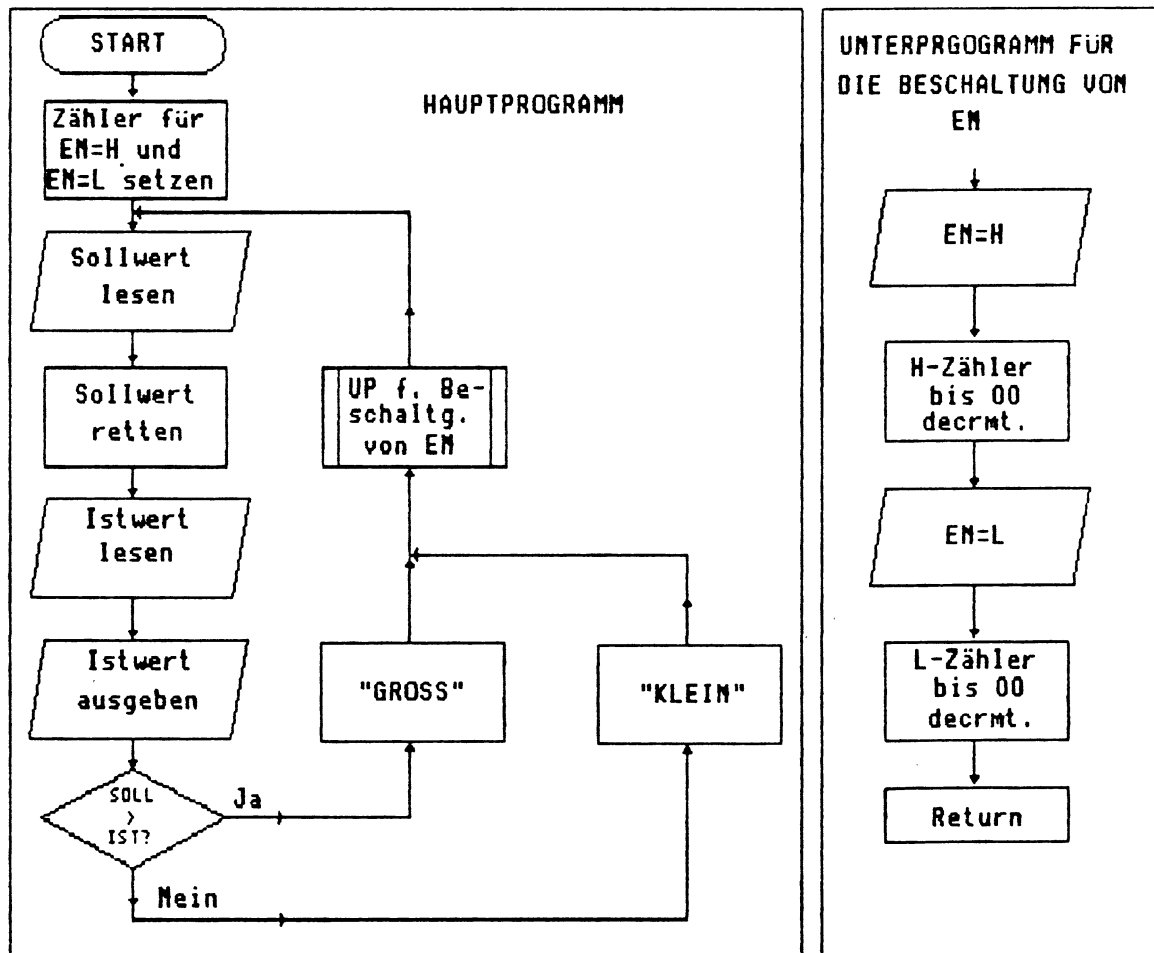 START
HAUPTPROGRAMM
Zähler für
EN=H und
EN=L setzen
Sollwert
lesen
Sollwert
retten
Istwert
lesen
Istwert
ausgeben
SOLL
>
IST?
Ja
Nein
"GROSS"
"KLEIN"
UP f. Be-
schaltg.
von EN
UNTERPRGOGRAMM FÜR
DIE BESCHALTUNG VON
EN
EN=H
H-Zähler
bis 00
decrmt.
EN=L
L-Zähler
bis 00
decrmt.
Return